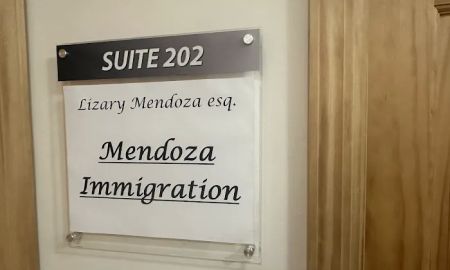 SUITE 202
Lizary Mendoza esq.
Mendoza
Immigration